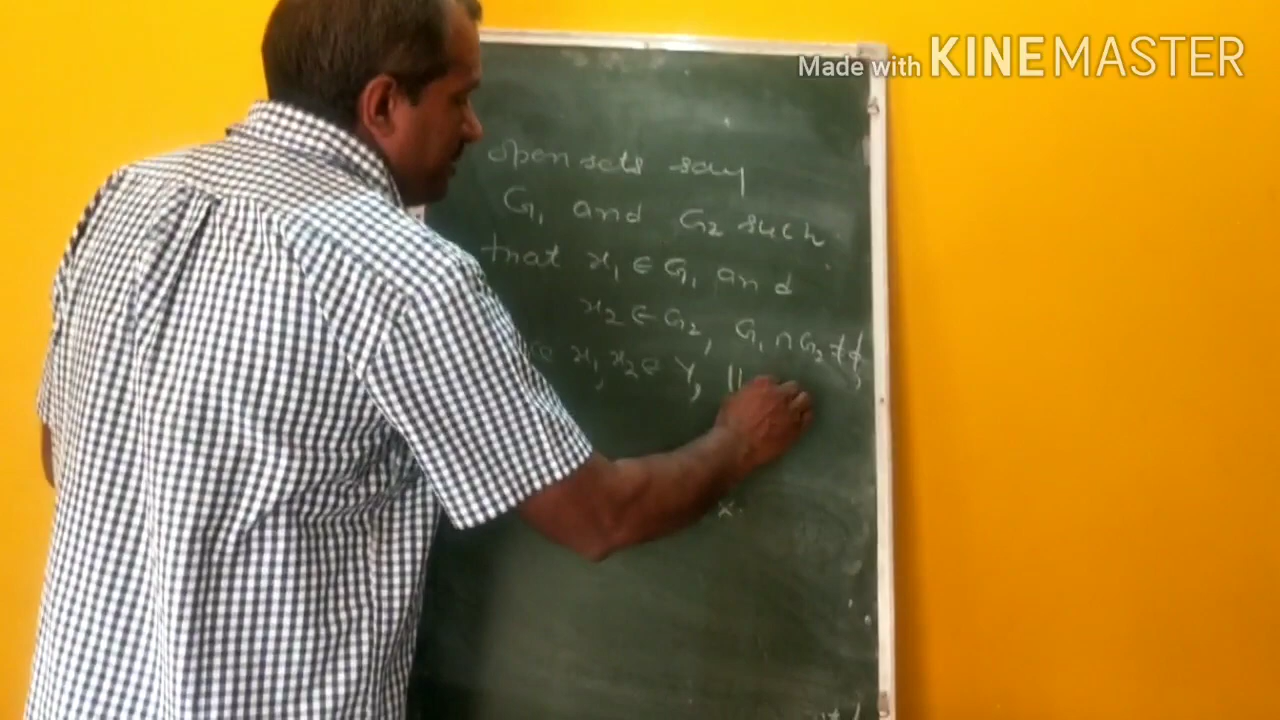 Made with KINEMASTER
open sets say
G₁ and G₂ such
that x₁ ∈ G₁ and
x₂ ∈ G₂, G₁ ∩ G₂ ≠ ϕ,
x₁, x₂ ∈ Y,
x.